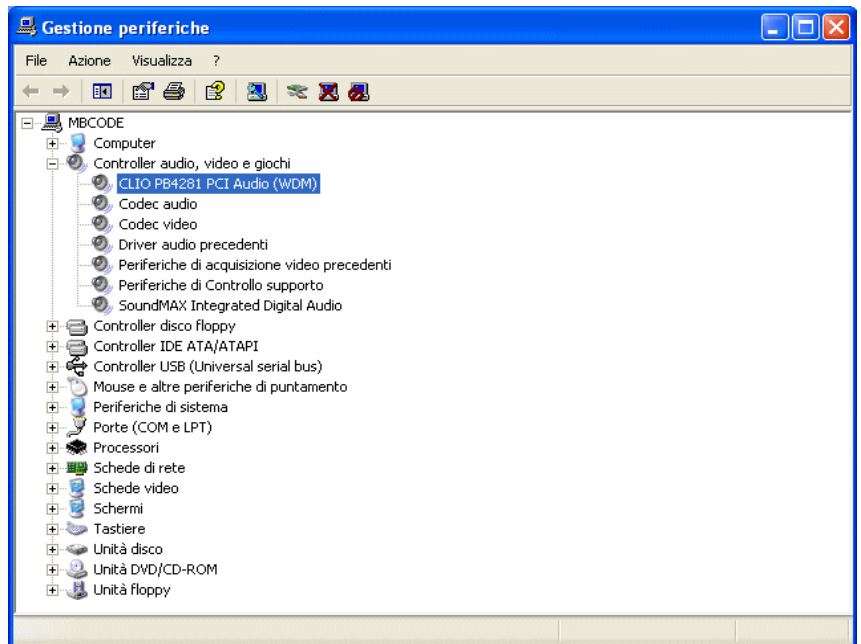 Gestione periferiche
File Azione Visualizza ?
MBCODE
Computer
Controller audio, video e giochi
CLIO PB4281 PCI Audio (WDM)
Codec audio
Codec video
Driver audio precedenti
Periferiche di acquisizione video precedenti
Periferiche di Controllo supporto
SoundMAX Integrated Digital Audio
Controller disco floppy
Controller IDE ATA/ATAPI
Controller USB (Universal serial bus)
Mouse e altre periferiche di puntamento
Periferiche di sistema
Porte (COM e LPT)
Processori
Schede di rete
Schede video
Schermi
Tastiere
Unità disco
Unità DVD/CD-ROM
Unità floppy